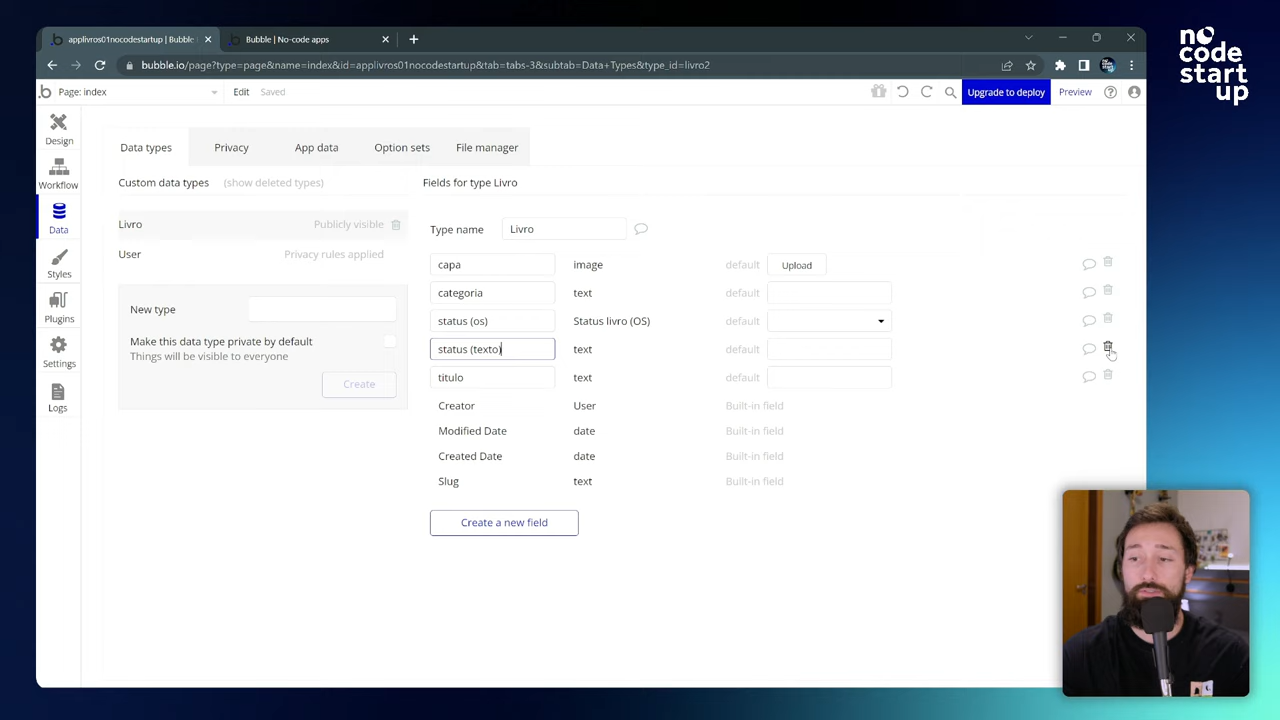 applivros01nocodestartup | Bubble
Bubble | No-code apps
bubble.io/page?type=page&name=index&id=applivros01nocodestartup&tab=tabs-3&subtab=Data+Types&type_id=livro2
no
code
start
up
Page: index
Edit
Saved
Upgrade to deploy
Preview
Design
Workflow
Data
Styles
Plugins
Settings
Logs
Data types
Privacy
App data
Option sets
File manager
Custom data types
(show deleted types)
Fields for type Livro
Livro
Publicly visible
User
Privacy rules applied
New type
Make this data type private by default
Things will be visible to everyone
Create
Type name
Livro
capa image default Upload
categoria text default
status (os) Status livro (OS) default
status (texto) text default
titulo text default
Creator User Built-in field
Modified Date date Built-in field
Created Date date Built-in field
Slug text Built-in field
Create a new field